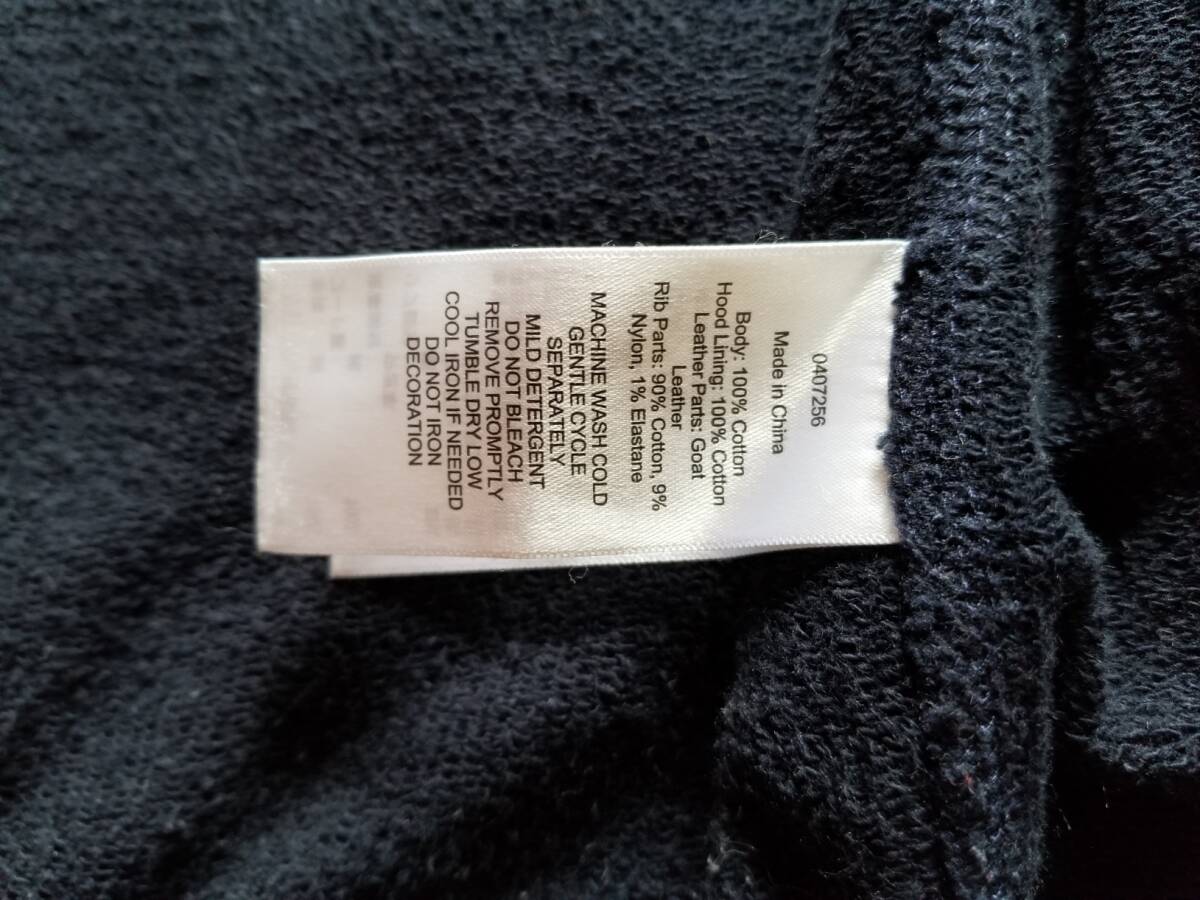 0407256
Made in China
Body: 100% Cotton
Hood Lining: 100% Cotton
Leather Parts: Goat
Leather
Rib Parts: 90% Cotton, 9%
Nylon, 1% Elastane
MACHINE WASH COLD
GENTLE CYCLE
SEPARATELY
MILD DETERGENT
DO NOT BLEACH
REMOVE PROMPTLY
TUMBLE DRY LOW
COOL IRON IF NEEDED
DO NOT IRON
DECORATION